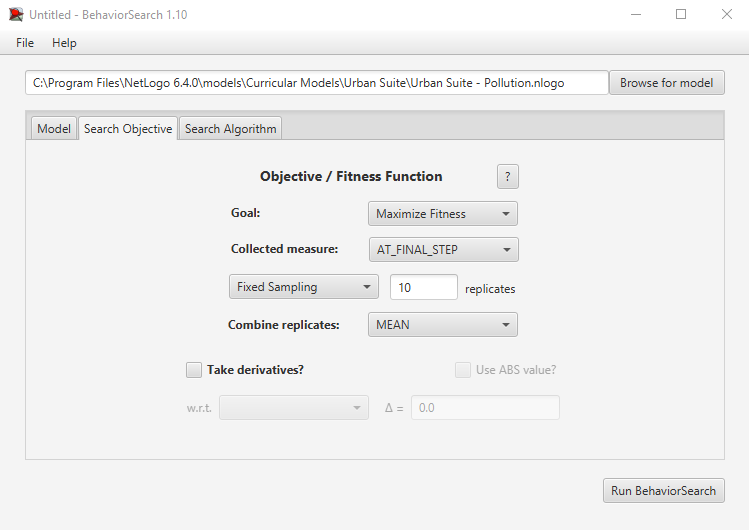 Untitled - BehaviorSearch 1.10
File Help
C:\Program Files\NetLogo 6.4.0\models\Curricular Models\Urban Suite\Urban Suite - Pollution.nlogo Browse for model
Model Search Objective Search Algorithm
Objective / Fitness Function ?
Goal: Maximize Fitness
Collected measure: AT_FINAL_STEP
Fixed Sampling 10 replicates
Combine replicates: MEAN
Take derivatives? Use ABS value?
w.r.t. Δ = 0.0
Run BehaviorSearch